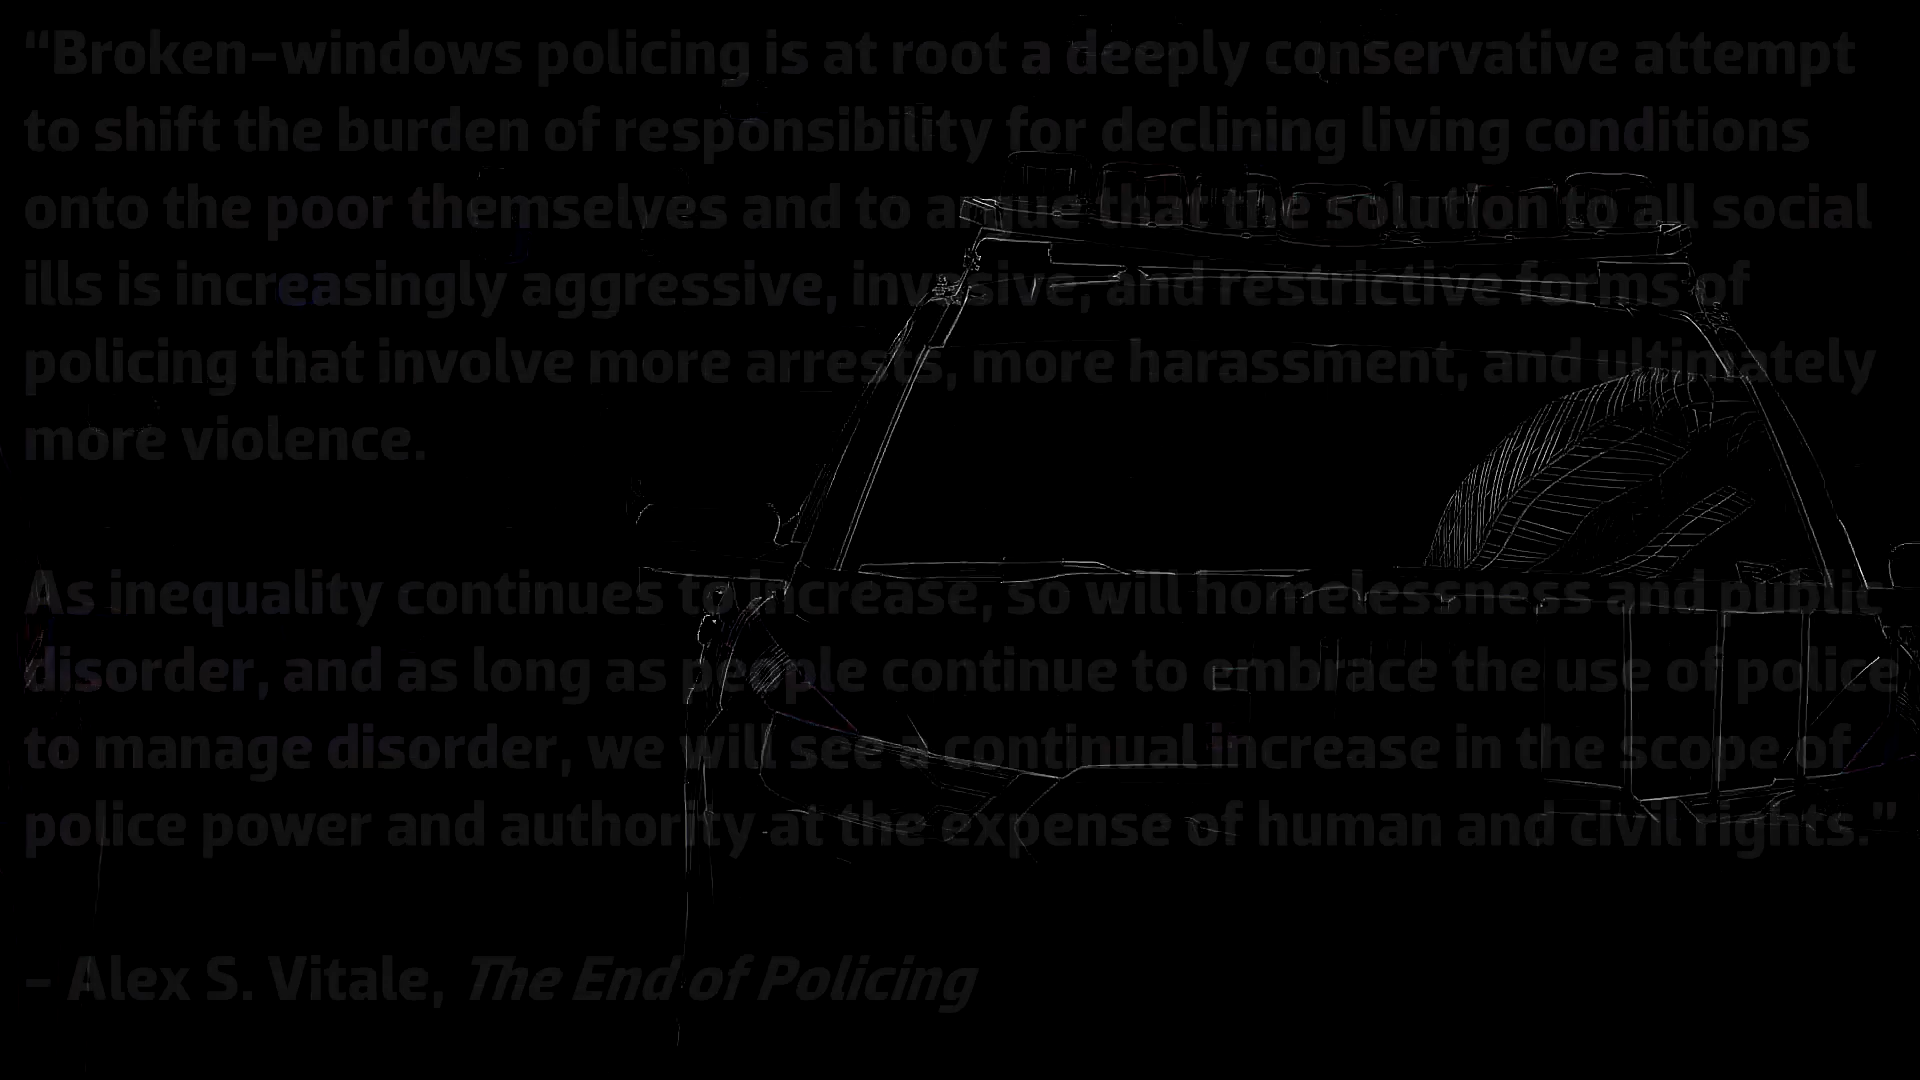 “Broken-windows policing is at root a deeply conservative attempt
to shift the burden of responsibility for declining living conditions
onto the poor themselves and to argue that the solution to all social
ills is increasingly aggressive, invasive, and restrictive forms of
policing that involve more arrests, more harassment, and ultimately
more violence.
As inequality continues to increase, so will homelessness and public
disorder, and as long as people continue to embrace the use of police
to manage disorder, we will see a continual increase in the scope of
police power and authority at the expense of human and civil rights.”
– Alex S. Vitale, The End of Policing